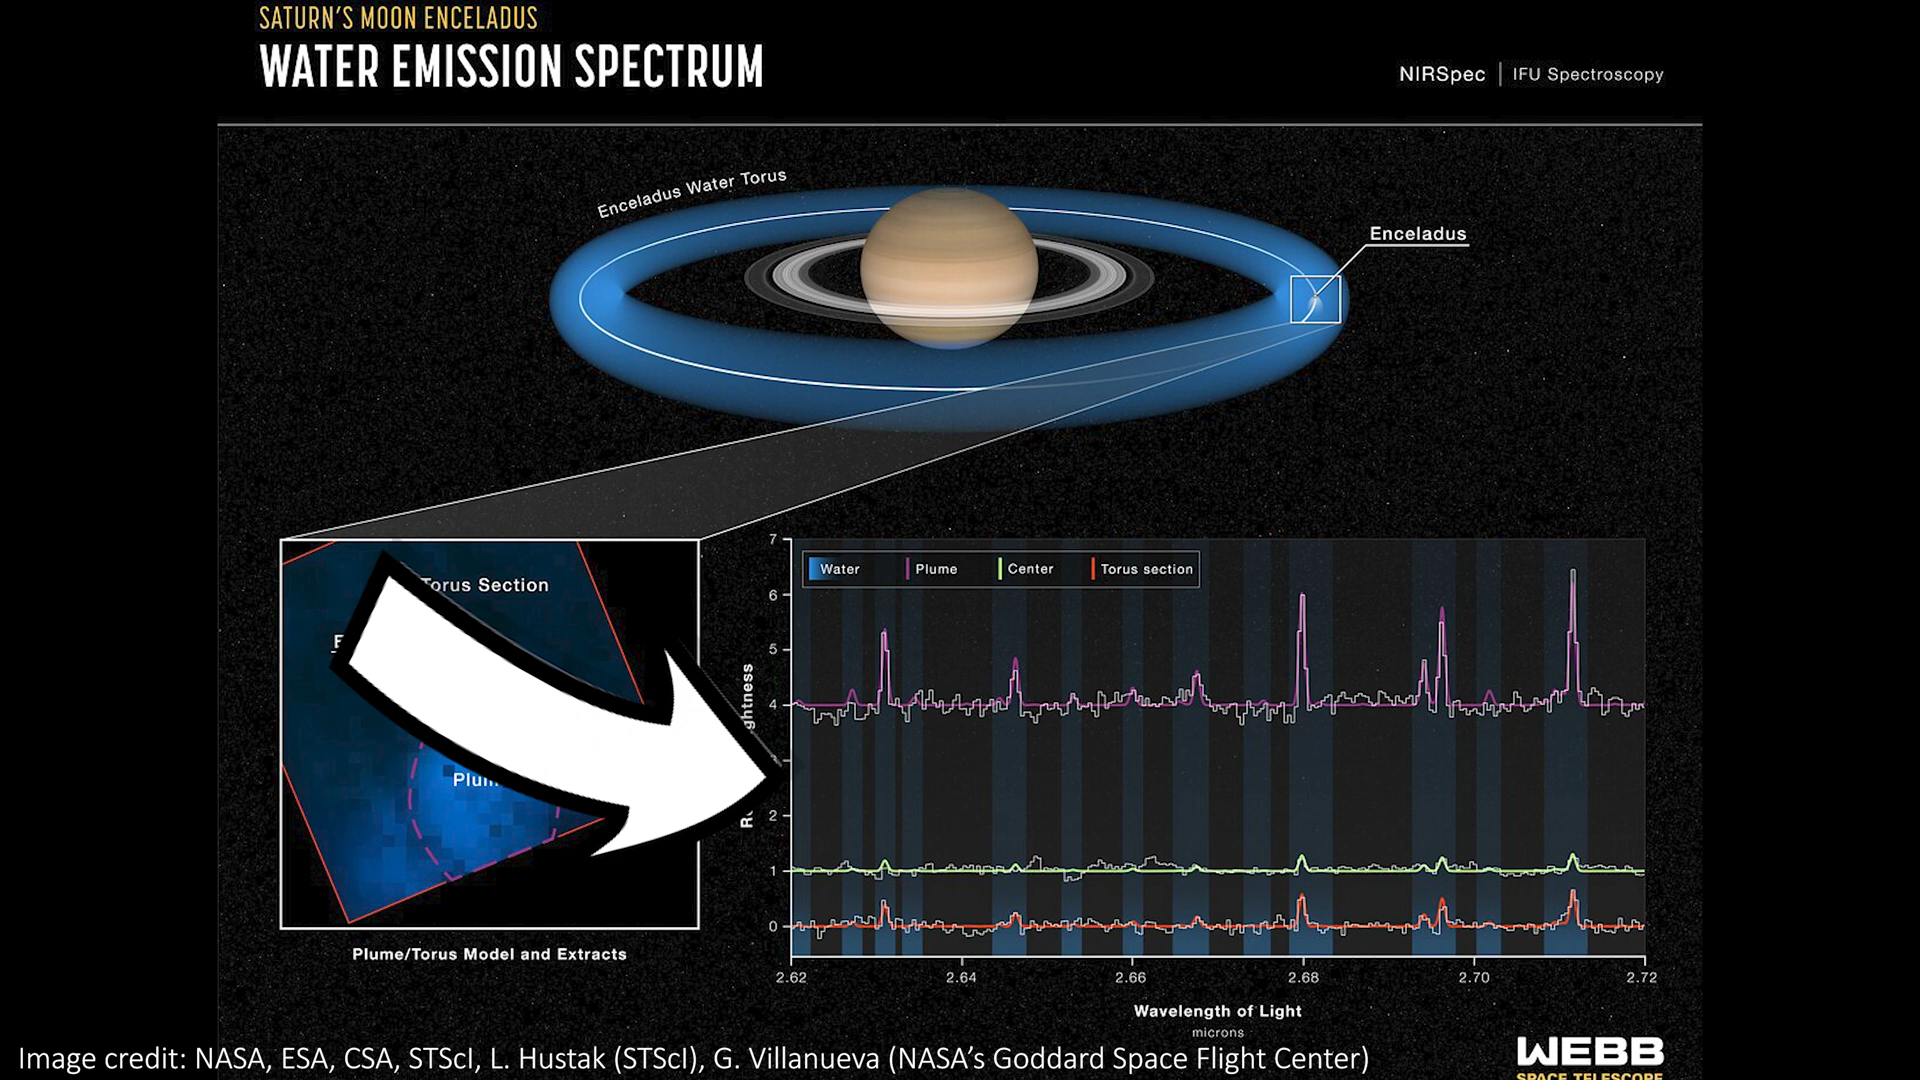 SATURN'S MOON ENCELADUS
WATER EMISSION SPECTRUM
NIRSpec | IFU Spectroscopy
Enceladus Water Torus
Enceladus
Torus Section
Plume/Torus Model and Extracts
7
6
5
4
2
1
0
Water Plume Center Torus section
2.62 2.64 2.66 2.68 2.70 2.72
Wavelength of Light
microns
Image credit: NASA, ESA, CSA, STScI, L. Hustak (STScI), G. Villanueva (NASA's Goddard Space Flight Center)
WEBB
SPACE TELESCOPE